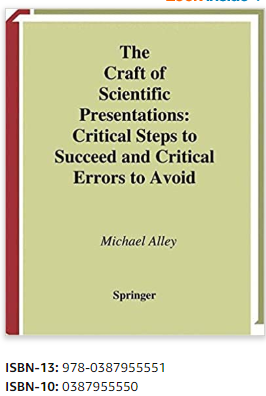 The
Craft of
Scientific
Presentations:
Critical Steps to
Succeed and Critical
Errors to Avoid
Michael Alley
Springer
ISBN-13: 978-0387955551
ISBN-10: 0387955550